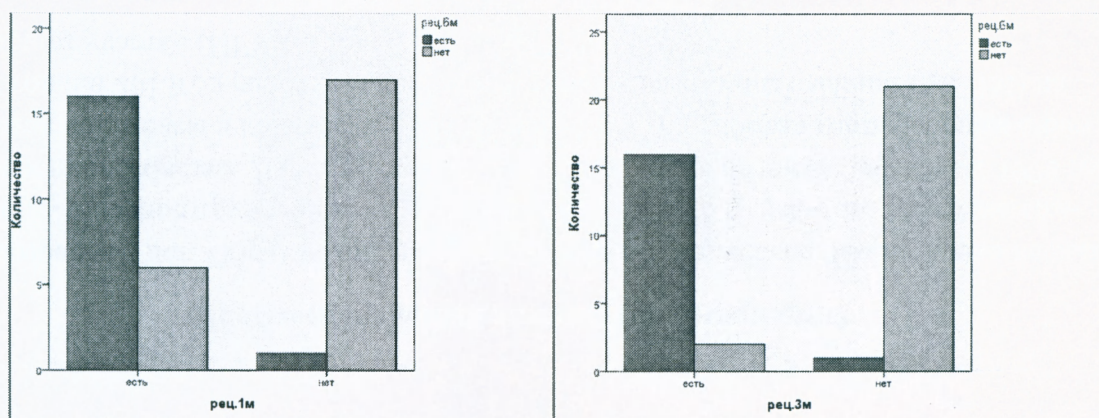 рец.6м
есть
нет
20
15
10
5
0
Количество
есть
нет
рец.1м
рец.6м
есть
нет
25
20
15
10
5
0
Количество
есть
нет
рец.3м